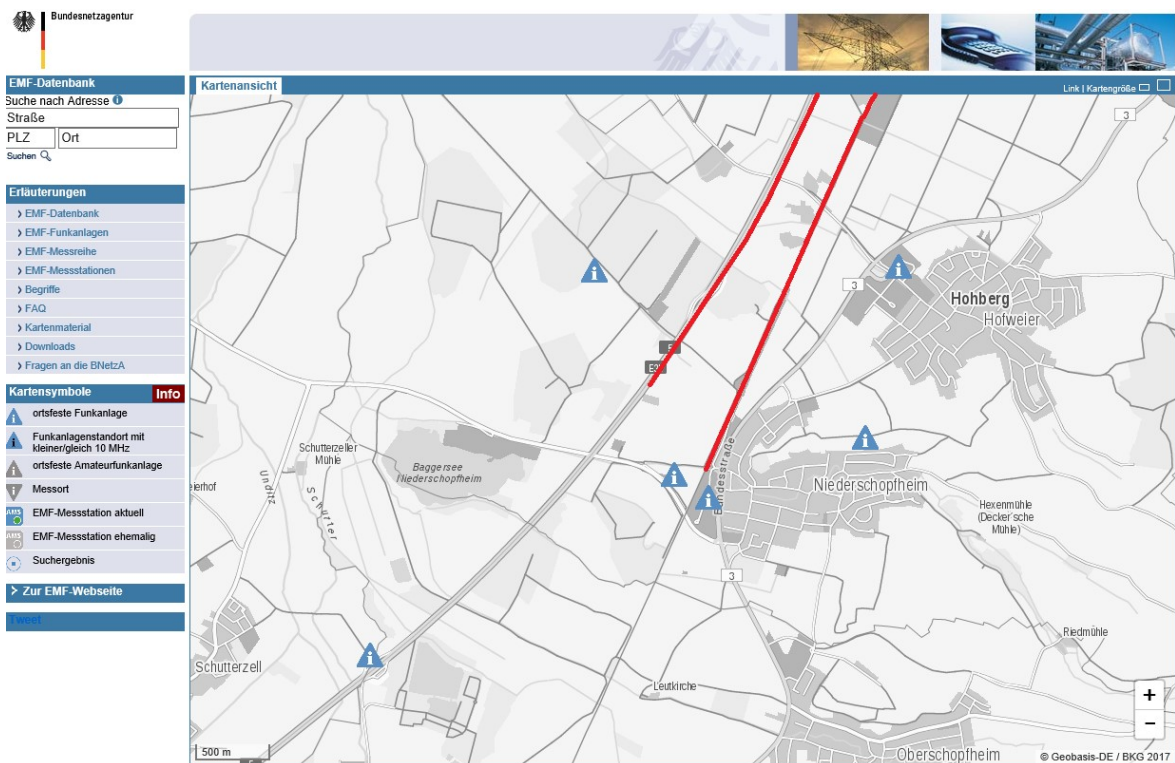 Bundesnetzagentur
EMF-Datenbank
Suche nach Adresse
Straße
PLZ
Ort
Suchen
Erläuterungen
EMF-Datenbank
EMF-Funkanlagen
EMF-Messreihe
EMF-Messstationen
Begriffe
FAQ
Kartenmaterial
Downloads
Fragen an die BNetzA
Kartensymbole
Info
ortsfeste Funkanlage
Funkanlagenstandort mit
kleiner/gleich 10 MHz
ortsfeste Amateurfunkanlage
Messort
EMF-Messstation aktuell
EMF-Messstation ehemalig
Suchergebnis
Zur EMF-Webseite
Tweet
Kartenansicht
Link | Kartengröße
3
3
Hohberg
Hofweier
Schutterzeller
Mühle
Baggersee
Niederschopfheim
Unditz
Schutter
Bundesstraße
Niederschopfheim
Hexenmühle
(Decker'sche
Mühle)
3
Riedmühle
Schutterzell
Leutkirche
Oberschopfheim
+
−
500 m
© Geobasis-DE / BKG 2017